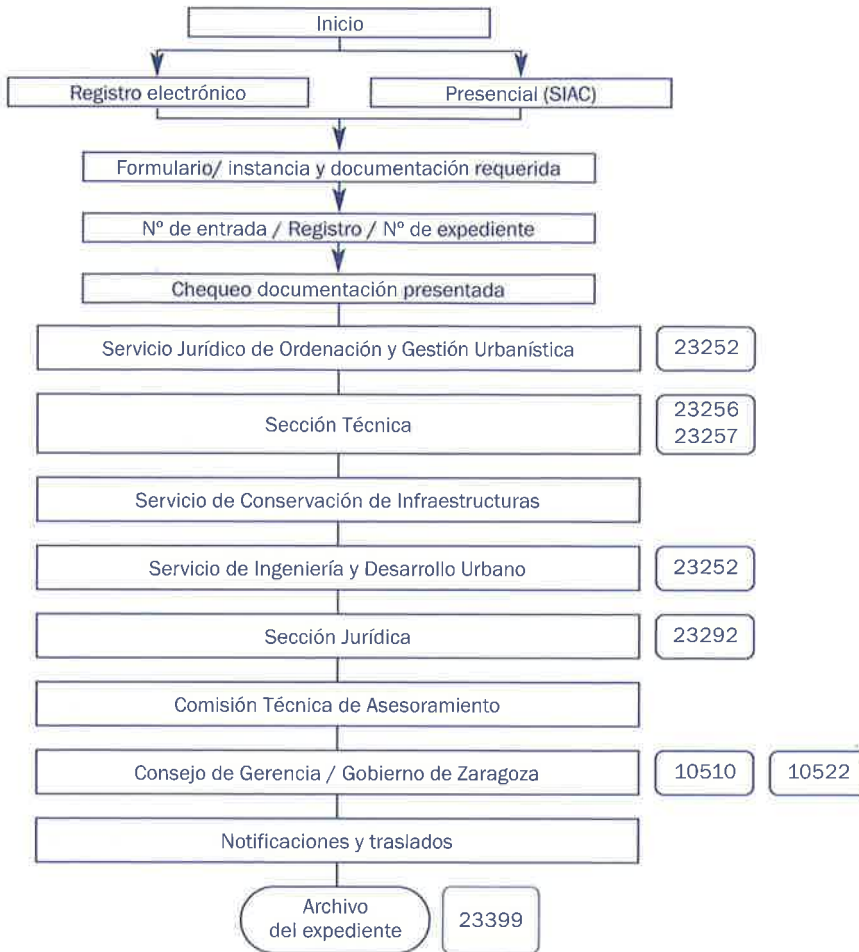 Inicio
Registro electrónico
Presencial (SIAC)
Formulario/ instancia y documentación requerida
Nº de entrada / Registro / Nº de expediente
Chequeo documentación presentada
Servicio Jurídico de Ordenación y Gestión Urbanística
23252
Sección Técnica
23256
23257
Servicio de Conservación de Infraestructuras
Servicio de Ingeniería y Desarrollo Urbano
23252
Sección Jurídica
23292
Comisión Técnica de Asesoramiento
Consejo de Gerencia / Gobierno de Zaragoza
10510
10522
Notificaciones y traslados
Archivo
del expediente
23399